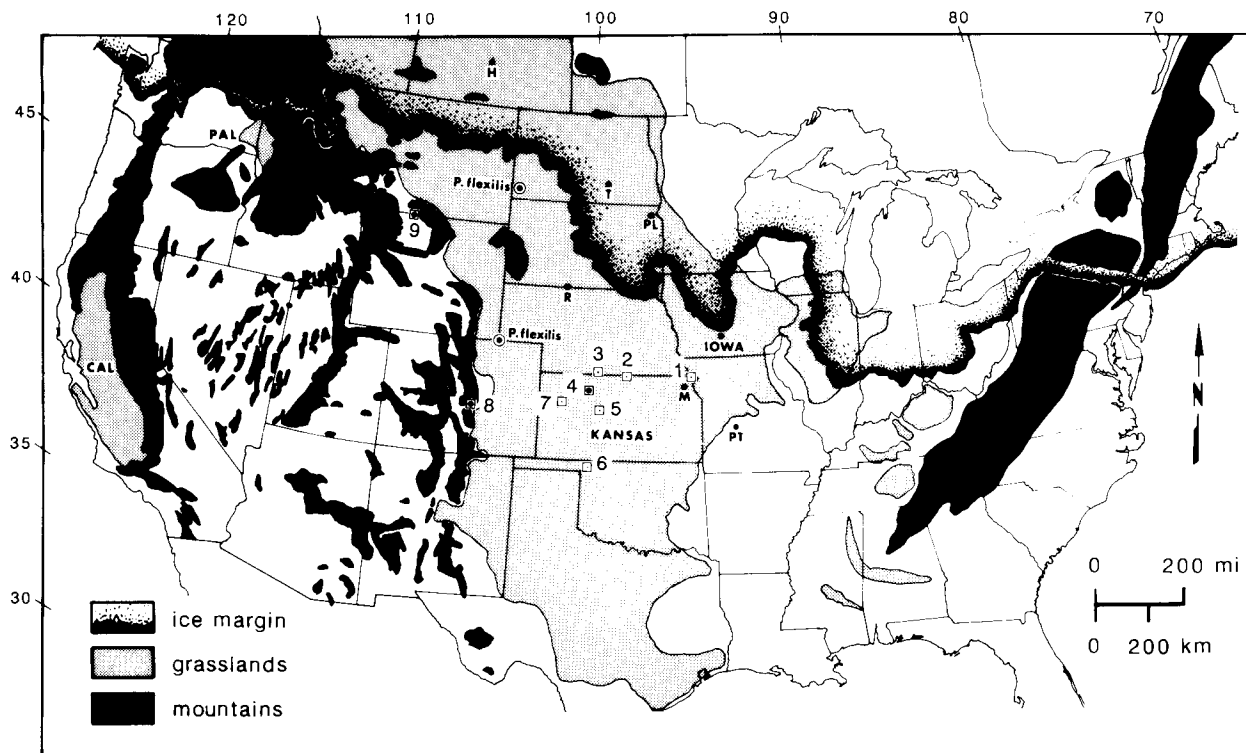 120
110
100
90
80
70
45
40
35
30
H
PAL
P. flexilis
T
PL
9
R
P. flexilis
IOWA
CAL
3
2
1
4
M
7
5
8
KANSAS
PT
6
N
0 200 mi
0 200 km
ice margin
grasslands
mountains